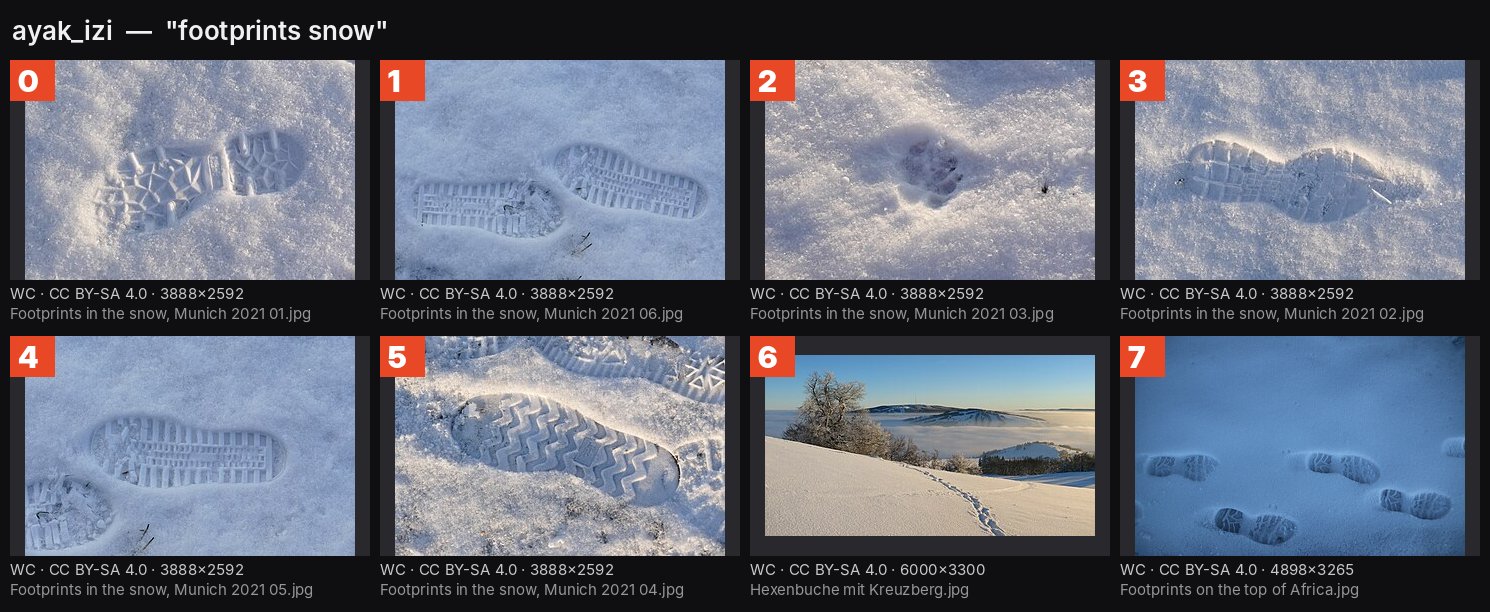 ayak_izi — "footprints snow"
0
1
2
3
WC · CC BY-SA 4.0 · 3888×2592
Footprints in the snow, Munich 2021 01.jpg
WC · CC BY-SA 4.0 · 3888×2592
Footprints in the snow, Munich 2021 06.jpg
WC · CC BY-SA 4.0 · 3888×2592
Footprints in the snow, Munich 2021 03.jpg
WC · CC BY-SA 4.0 · 3888×2592
Footprints in the snow, Munich 2021 02.jpg
4
5
6
7
WC · CC BY-SA 4.0 · 3888×2592
Footprints in the snow, Munich 2021 05.jpg
WC · CC BY-SA 4.0 · 3888×2592
Footprints in the snow, Munich 2021 04.jpg
WC · CC BY-SA 4.0 · 6000×3300
Hexenbuche mit Kreuzberg.jpg
WC · CC BY-SA 4.0 · 4898×3265
Footprints on the top of Africa.jpg